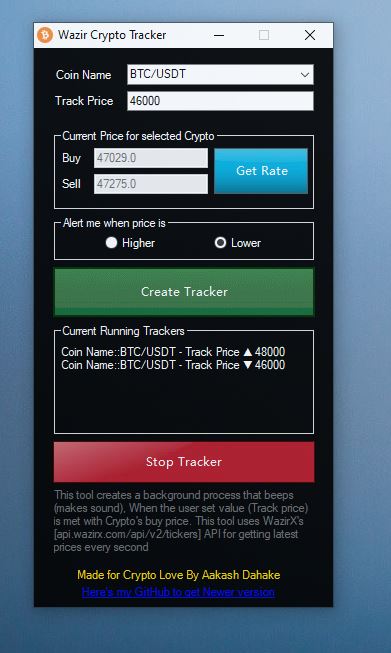 Wazir Crypto Tracker
Coin Name BTC/USDT
Track Price 46000
Current Price for selected Crypto
Buy 47029.0
Get Rate
Sell 47275.0
Alert me when price is
Higher Lower
Create Tracker
Current Running Trackers
Coin Name::BTC/USDT - Track Price ▲ 48000
Coin Name::BTC/USDT - Track Price ▼ 46000
Stop Tracker
This tool creates a background process that beeps
(makes sound), When the user set value (Track price)
is met with Crypto's buy price. This tool uses WazirX's
[api.wazirx.com/api/v2/tickers] API for getting latest
prices every second
Made for Crypto Love By Aakash Dahake
Here's my GitHub to get Newer version